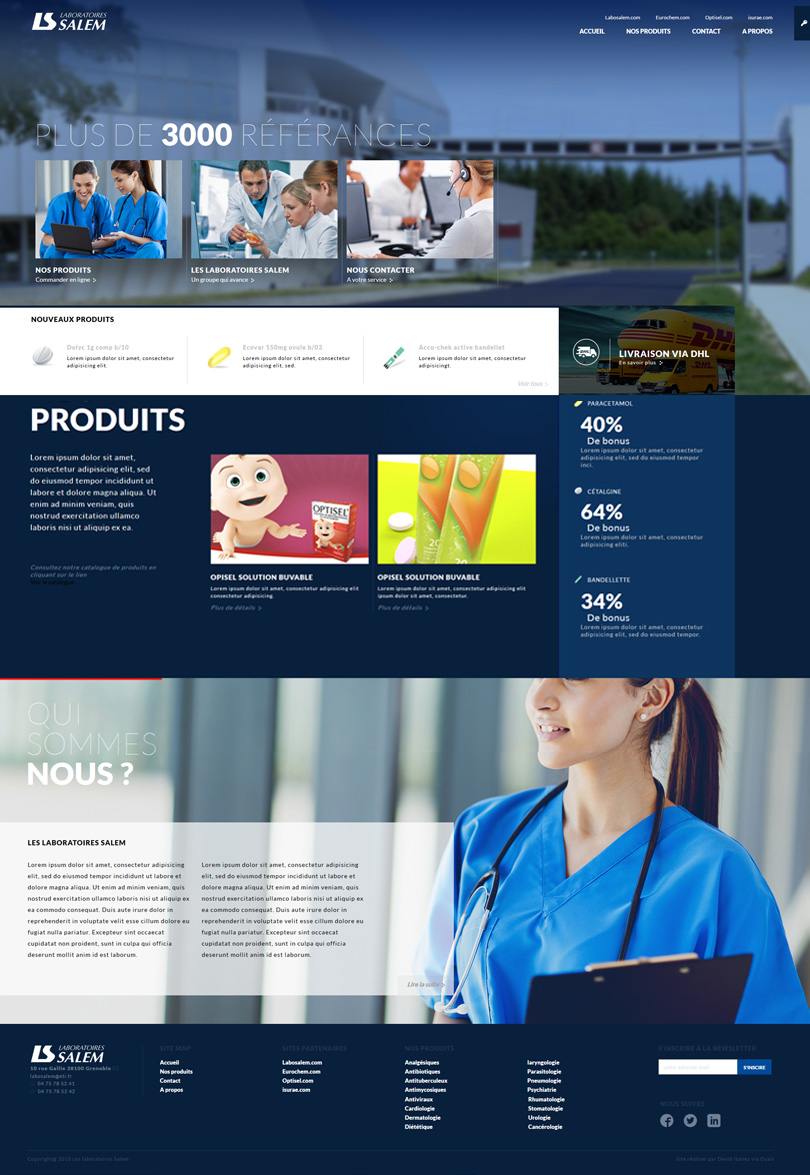 LS LABORATOIRES
SALEM
Labosalem.com Eurochem.com Optisel.com isurae.com
ACCUEIL NOS PRODUITS CONTACT A PROPOS
PLUS DE 3000 RÉFÉRANCES
NOS PRODUITS
Commander en ligne >
LES LABORATOIRES SALEM
Un groupe qui avance >
NOUS CONTACTER
A votre service >
NOUVEAUX PRODUITS
Dolyc 1g comp b/10
Lorem ipsum dolor sit amet, consectetur
adipisicing elit.
Ecovar 150mg ovule b/03
Lorem ipsum dolor sit amet, consectetur
adipisicing elit, sed.
Accu-chek active bandellet
Lorem ipsum dolor sit amet, consectetur
adipisicingt.
Voir tous >
DHL
LIVRAISON VIA DHL
En savoir plus >
PRODUITS
Lorem ipsum dolor sit amet,
consectetur adipisicing elit, sed
do eiusmod tempor incididunt ut
labore et dolore magna aliqua. Ut
enim ad minim veniam, quis
nostrud exercitation ullamco
laboris nisi ut aliquip ex ea.
Consultez notre catalogue de produits en
cliquant sur le lien
OPTISEL
OPISEL SOLUTION BUVABLE
Lorem ipsum dolor sit amet, consectetur adipisicing elit
consectetur adipisicing.
Plus de détails >
OPISEL SOLUTION BUVABLE
Lorem ipsum dolor sit amet, consectetur adipisicing elit
ipsum dolor sit amet, consectetur.
Plus de détails >
PARACETAMOL
40%
De bonus
Lorem ipsum dolor sit amet, consectetur
adipisicing elit, sed do eiusmod tempor
inci.
CÉTALGINE
64%
De bonus
Lorem ipsum dolor sit amet, consectetur
adipisicing eliti.
BANDELLETTE
34%
De bonus
Lorem ipsum dolor sit amet, consectetur
adipisicing elit, sed do eiusmod tempor.
QUI
SOMMES
NOUS ?
LES LABORATOIRES SALEM
Lorem ipsum dolor sit amet, consectetur adipisicing
elit, sed do eiusmod tempor incididunt ut labore et
dolore magna aliqua. Ut enim ad minim veniam, quis
nostrud exercitation ullamco laboris nisi ut aliquip ex
ea commodo consequat. Duis aute irure dolor in
reprehenderit in voluptate velit esse cillum dolore eu
fugiat nulla pariatur. Excepteur sint occaecat
cupidatat non proident, sunt in culpa qui officia
deserunt mollit anim id est laborum.
Lorem ipsum dolor sit amet, consectetur adipisicing
elit, sed do eiusmod tempor incididunt ut labore et
dolore magna aliqua. Ut enim ad minim veniam, quis
nostrud exercitation ullamco laboris nisi ut aliquip ex
ea commodo consequat. Duis aute irure dolor in
reprehenderit in voluptate velit esse cillum dolore eu
fugiat nulla pariatur. Excepteur sint occaecat
cupidatat non proident, sunt in culpa qui officia
deserunt mollit anim id est laborum.
Lire la suite >
LS LABORATOIRES
SALEM
10 rue Gallie 38100 Grenoble
labosalem@eti.fr
04 75 78 52 41
04 75 78 52 42
SITE MAP
Accueil
Nos produits
Contact
A propos
SITES PARTENAIRES
Labosalem.com
Eurochem.com
Optisel.com
isurae.com
NOS PRODUITS
Analgésiques
Antibiotiques
Antituberculeux
Antimycosiques
Antiviraux
Cardiologie
Dermatologie
Diététique
laryngologie
Parasitologie
Pneumologie
Psychiatrie
Rhumatologie
Stomatologie
Urologie
Cancérologie
S'INSCRIRE A LA NEWSLETTER
S'INSCIRE
NOUS SUIVRE
Les laboratoires Salem